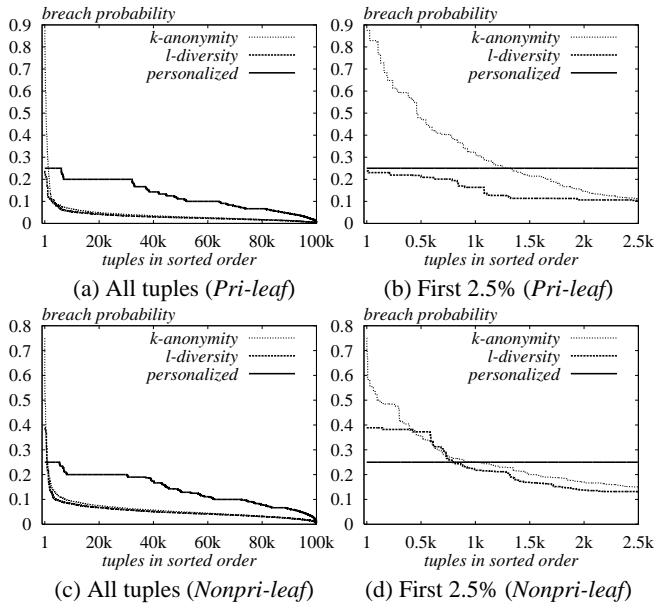 breach probability
0.9
0.8
0.7
0.6
0.5
0.4
0.3
0.2
0.1
0
k-anonymity
l-diversity
personalized
1 20k 40k 60k 80k 100k
tuples in sorted order
(a) All tuples (Pri-leaf)
breach probability
0.9
0.8
0.7
0.6
0.5
0.4
0.3
0.2
0.1
0
k-anonymity
l-diversity
personalized
1 0.5k 1k 1.5k 2k 2.5k
tuples in sorted order
(b) First 2.5% (Pri-leaf)
breach probability
0.8
0.7
0.6
0.5
0.4
0.3
0.2
0.1
0
k-anonymity
l-diversity
personalized
1 20k 40k 60k 80k 100k
tuples in sorted order
(c) All tuples (Nonpri-leaf)
breach probability
0.8
0.7
0.6
0.5
0.4
0.3
0.2
0.1
0
k-anonymity
l-diversity
personalized
1 0.5k 1k 1.5k 2k 2.5k
tuples in sorted order
(d) First 2.5% (Nonpri-leaf)